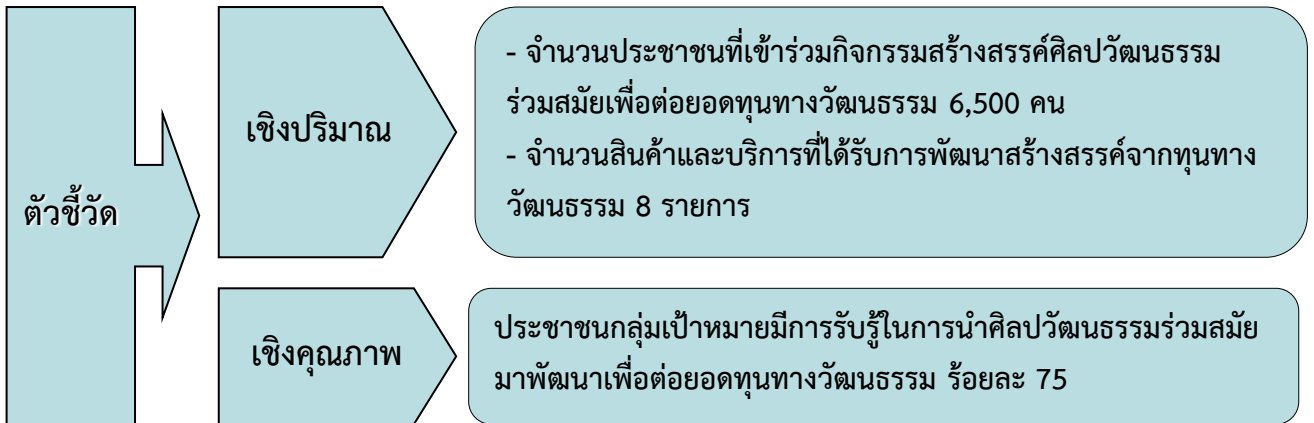 ตัวชี้วัด
เชิงปริมาณ
- จำนวนประชาชนที่เข้าร่วมกิจกรรมสร้างสรรค์ศิลปวัฒนธรรม
ร่วมสมัยเพื่อต่อยอดทุนทางวัฒนธรรม 6,500 คน
- จำนวนสินค้าและบริการที่ได้รับการพัฒนาสร้างสรรค์จากทุนทาง
วัฒนธรรม 8 รายการ
เชิงคุณภาพ
ประชาชนกลุ่มเป้าหมายมีการรับรู้ในการนำศิลปวัฒนธรรมร่วมสมัย
มาพัฒนาเพื่อต่อยอดทุนทางวัฒนธรรม ร้อยละ 75